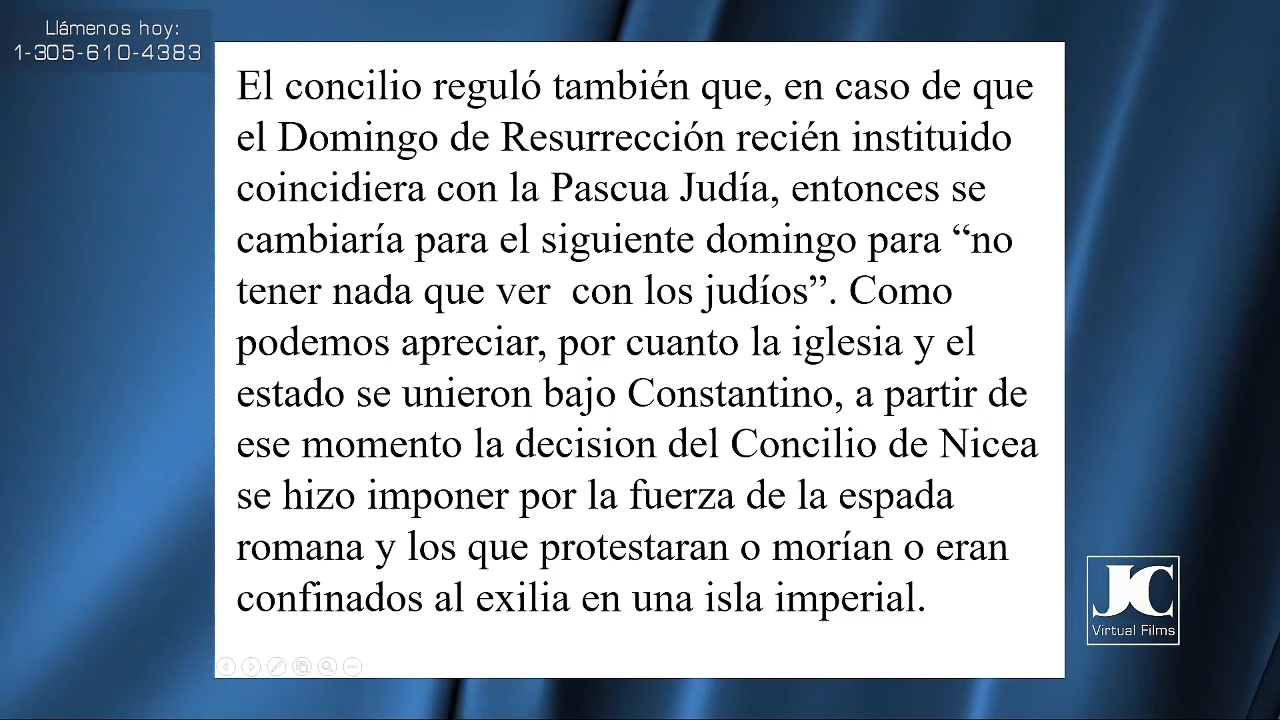 Llámenos hoy:
1-305-610-4383
El concilio reguló también que, en caso de que
el Domingo de Resurrección recién instituido
coincidiera con la Pascua Judía, entonces se
cambiaría para el siguiente domingo para “no
tener nada que ver  con los judíos”. Como
podemos apreciar, por cuanto la iglesia y el
estado se unieron bajo Constantino, a partir de
ese momento la decision del Concilio de Nicea
se hizo imponer por la fuerza de la espada
romana y los que protestaran o morían o eran
confinados al exilia en una isla imperial.
JC
Virtual Films